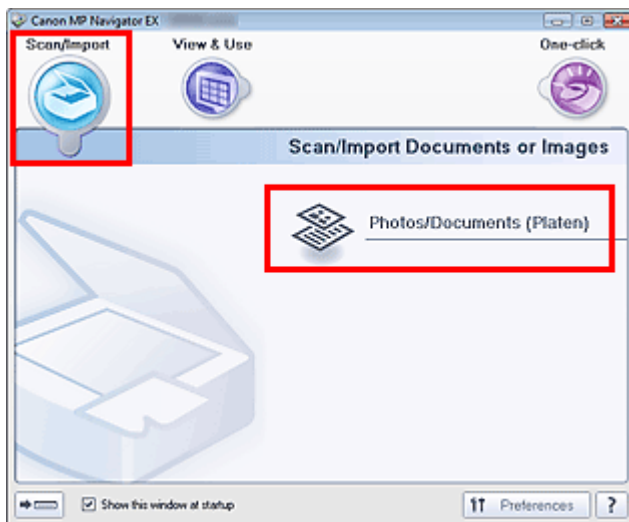 Canon MP Navigator EX
Scan/Import
View & Use
One-click
Scan/Import Documents or Images
Photos/Documents (Platen)
Show this window at startup
Preferences
?